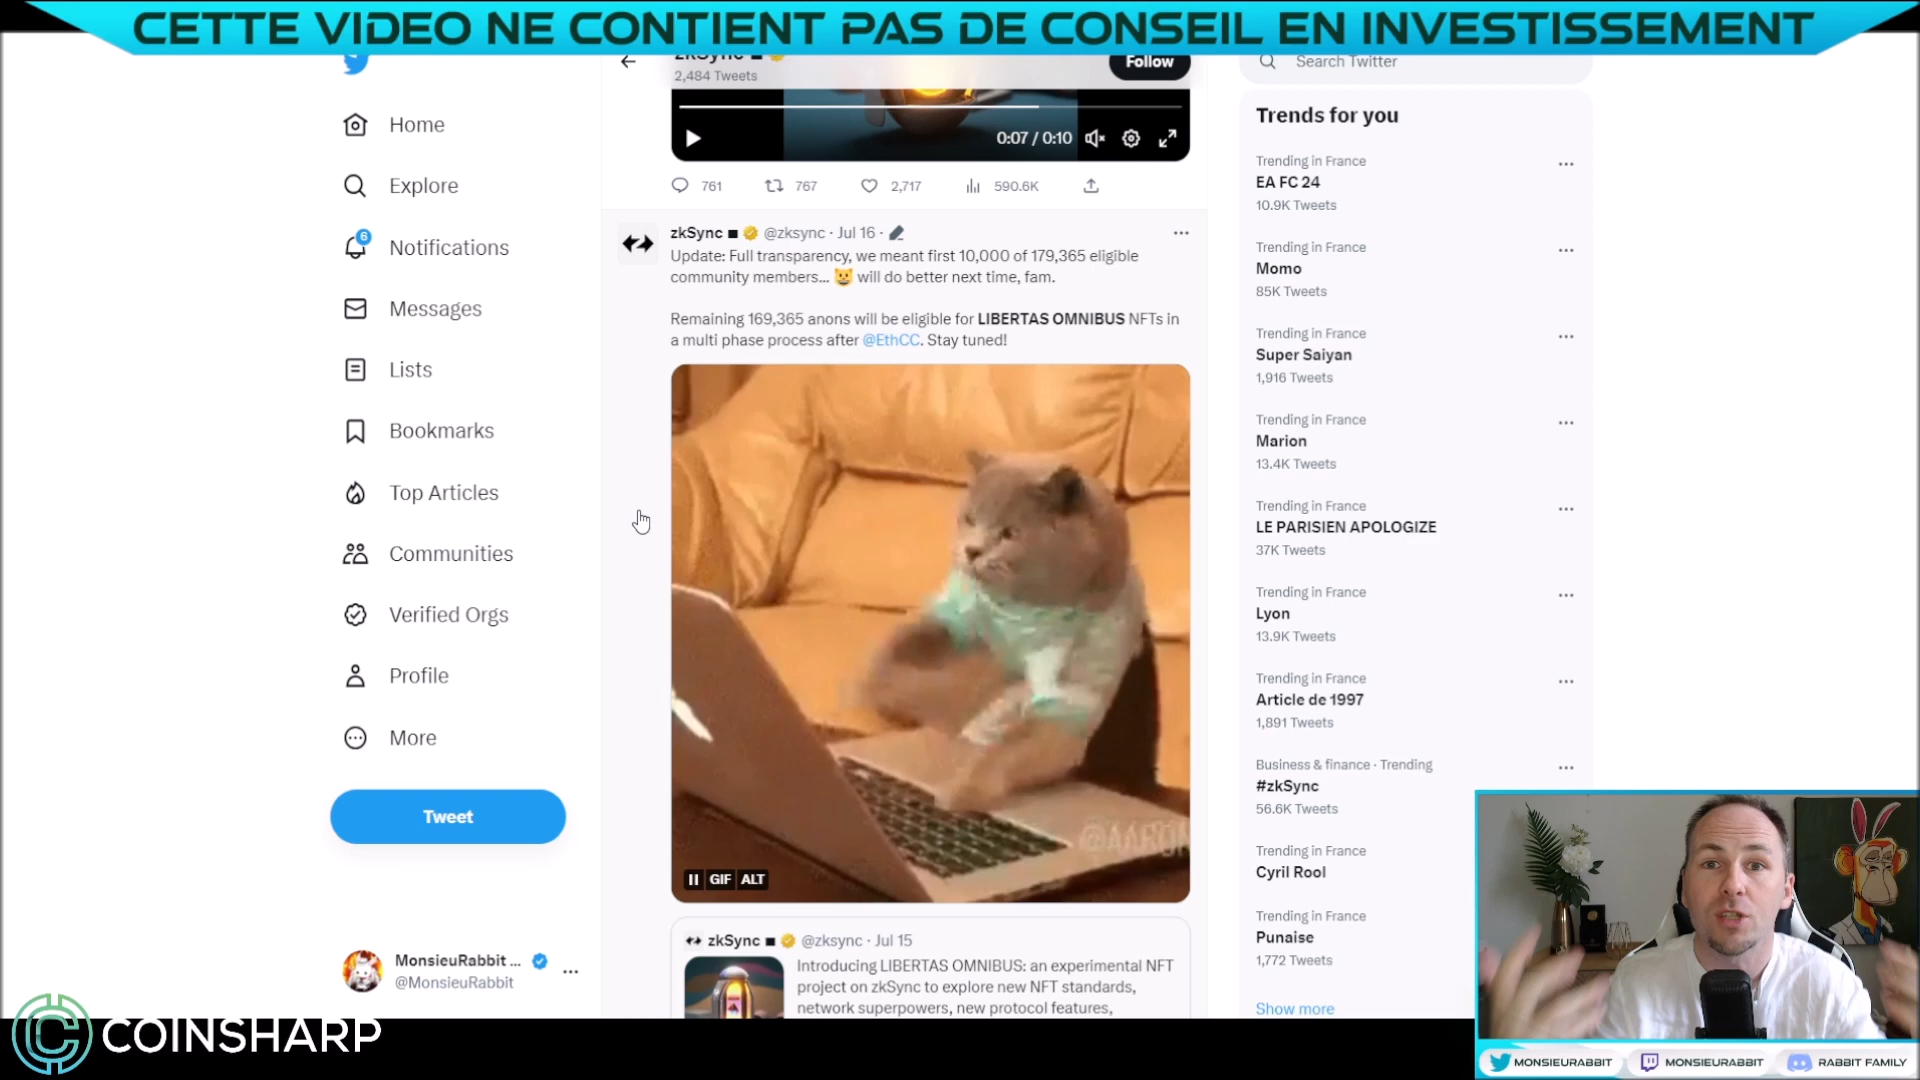 CETTE VIDEO NE CONTIENT PAS DE CONSEIL EN INVESTISSEMENT
zkSync
2,484 Tweets
Follow
Search Twitter
Home
Explore
6
Notifications
Messages
Lists
Bookmarks
Top Articles
Communities
Verified Orgs
Profile
More
Tweet
MonsieurRabbit ...
@MonsieuRabbit
0:07 / 0:10
761 767 2,717 590.6K
zkSync @zksync · Jul 16 ·
Update: Full transparency, we meant first 10,000 of 179,365 eligible
community members... will do better next time, fam.
Remaining 169,365 anons will be eligible for LIBERTAS OMNIBUS NFTs in
a multi phase process after @EthCC. Stay tuned!
GIF ALT
zkSync @zksync · Jul 15
Introducing LIBERTAS OMNIBUS: an experimental NFT
project on zkSync to explore new NFT standards,
network superpowers, new protocol features,
Trends for you
Trending in France
EA FC 24
10.9K Tweets
Trending in France
Momo
85K Tweets
Trending in France
Super Saiyan
1,916 Tweets
Trending in France
Marion
13.4K Tweets
Trending in France
LE PARISIEN APOLOGIZE
37K Tweets
Trending in France
Lyon
13.9K Tweets
Trending in France
Article de 1997
1,891 Tweets
Business & finance · Trending
#zkSync
56.6K Tweets
Trending in France
Cyril Rool
Trending in France
Punaise
1,772 Tweets
Show more
COINSHARP
MONSIEURABBIT
MONSIEURABBIT
RABBIT FAMILY